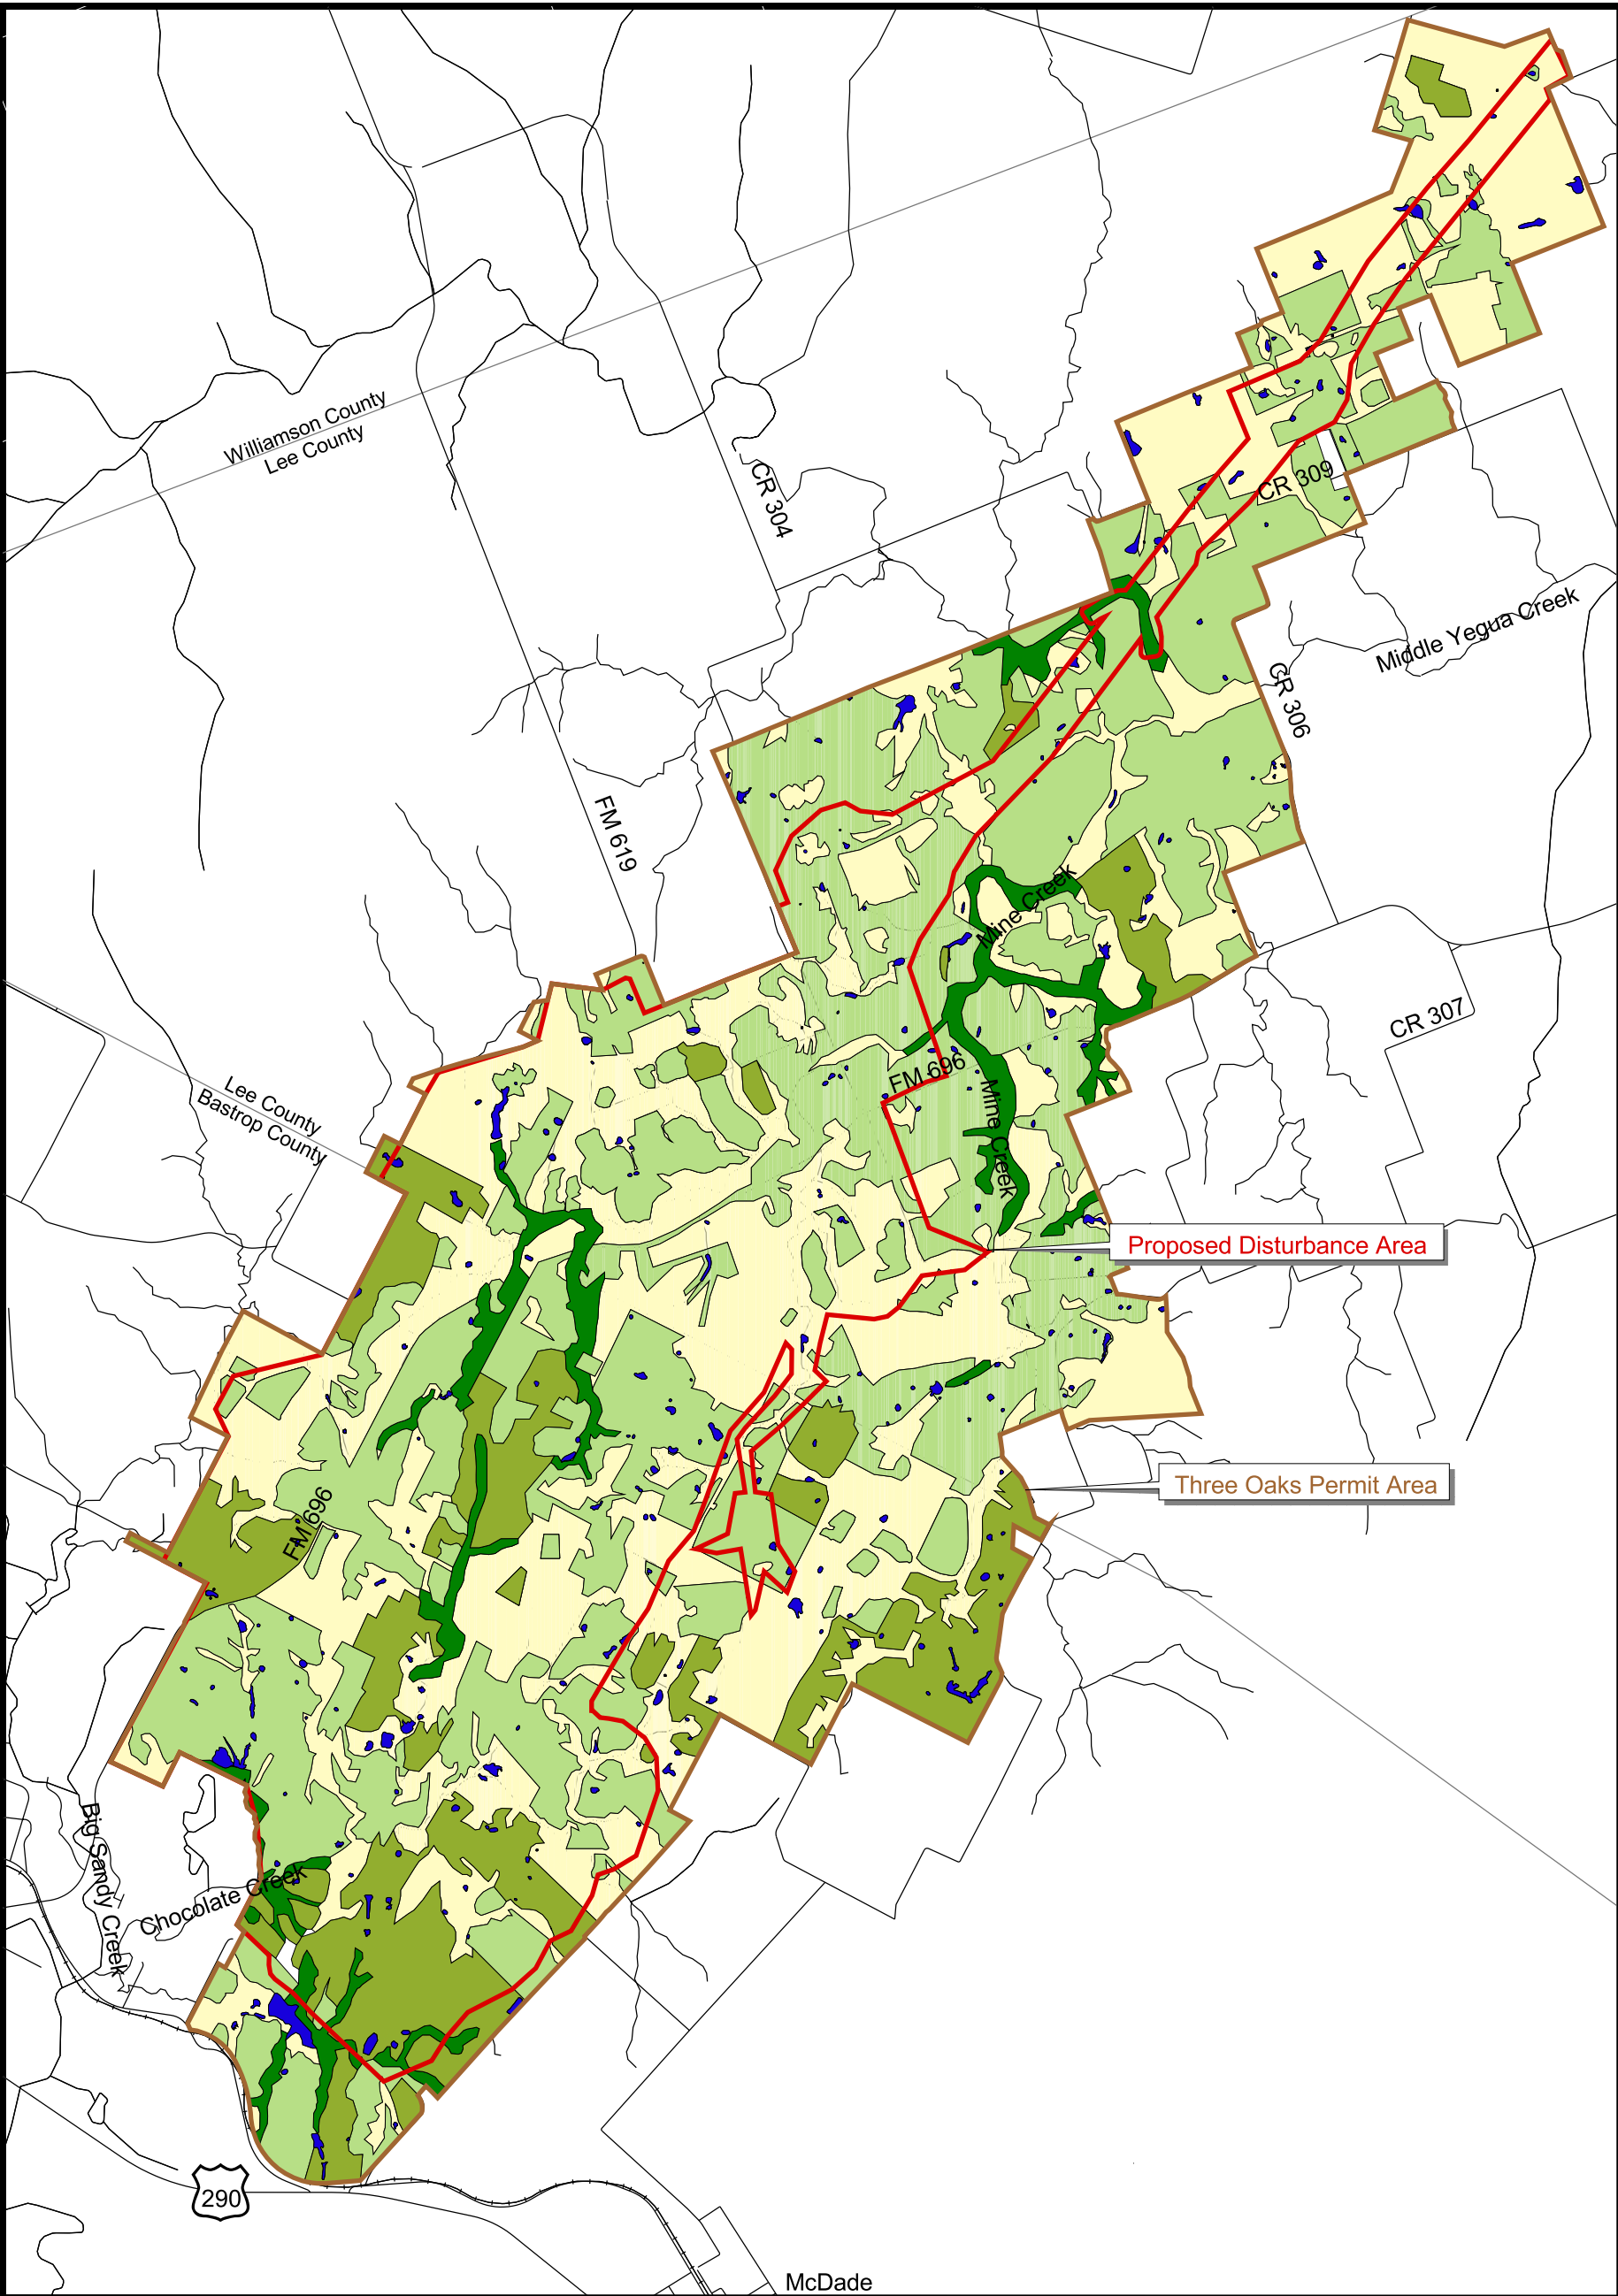 Williamson County
Lee County
CR 304
CR 309
Middle Yegua Creek
CR 306
FM 619
Mine Creek
CR 307
FM 696
Lee County
Bastrop County
Mine Creek
Proposed Disturbance Area
Three Oaks Permit Area
FM 696
Big Sandy Creek
Chocolate Creek
290
McDade